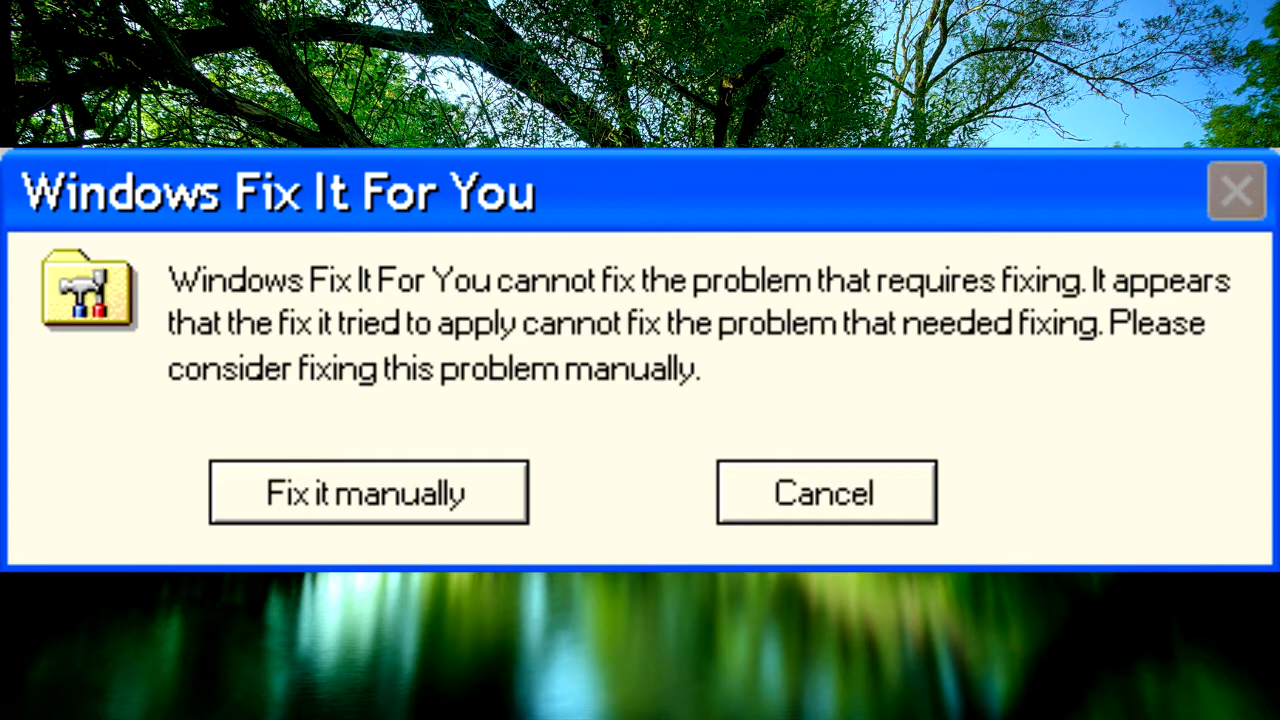 Windows Fix It For You
Windows Fix It For You cannot fix the problem that requires fixing. It appears
that the fix it tried to apply cannot fix the problem that needed fixing. Please
consider fixing this problem manually.
Fix it manually
Cancel